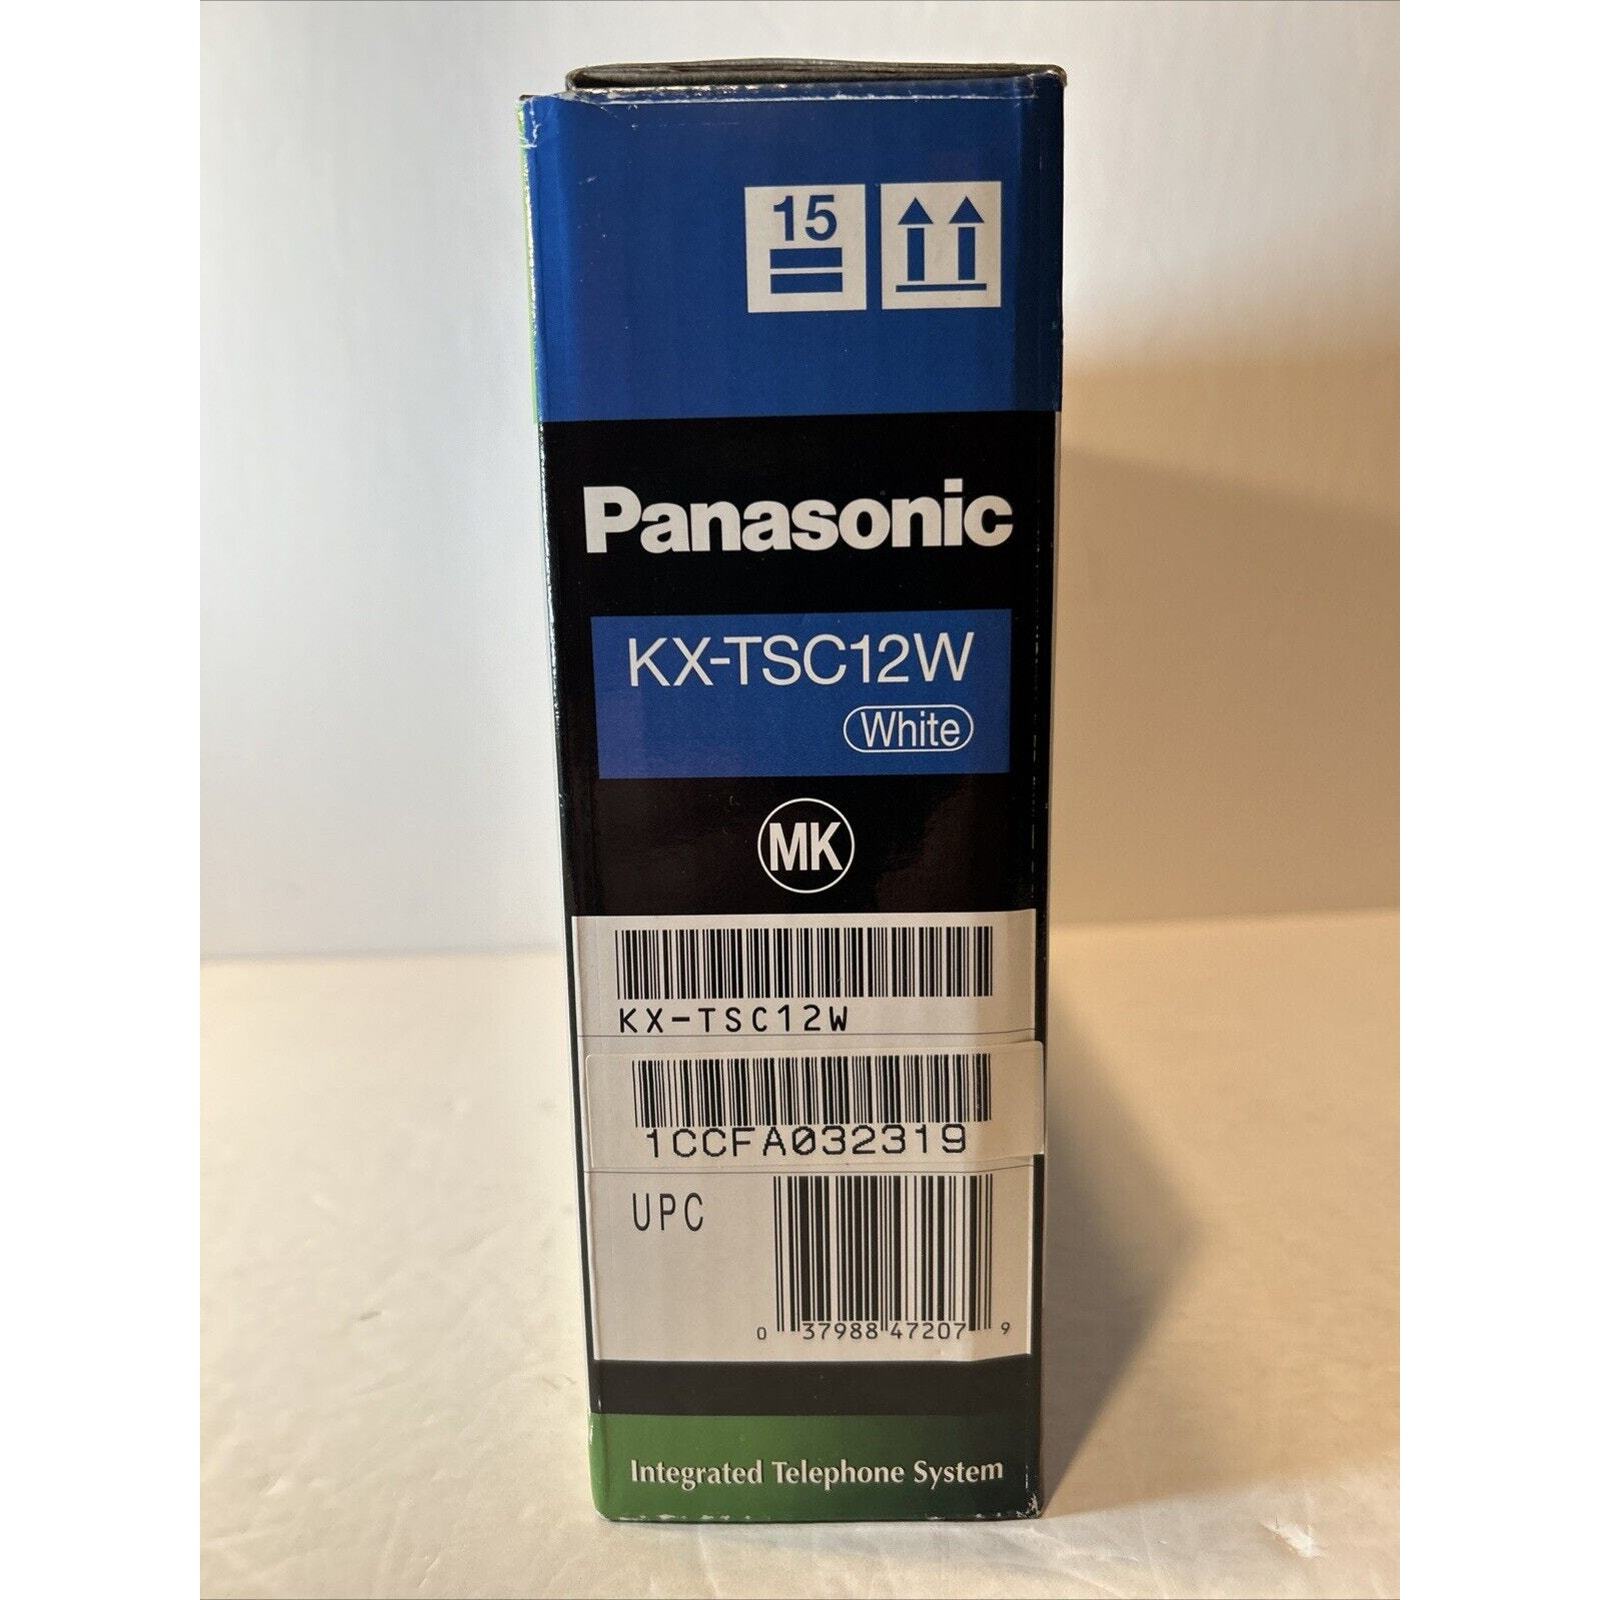 15
Panasonic
KX-TSC12W
White
MK
KX-TSC12W
1CCFA032319
UPC
0 37988 47207 9
Integrated Telephone System